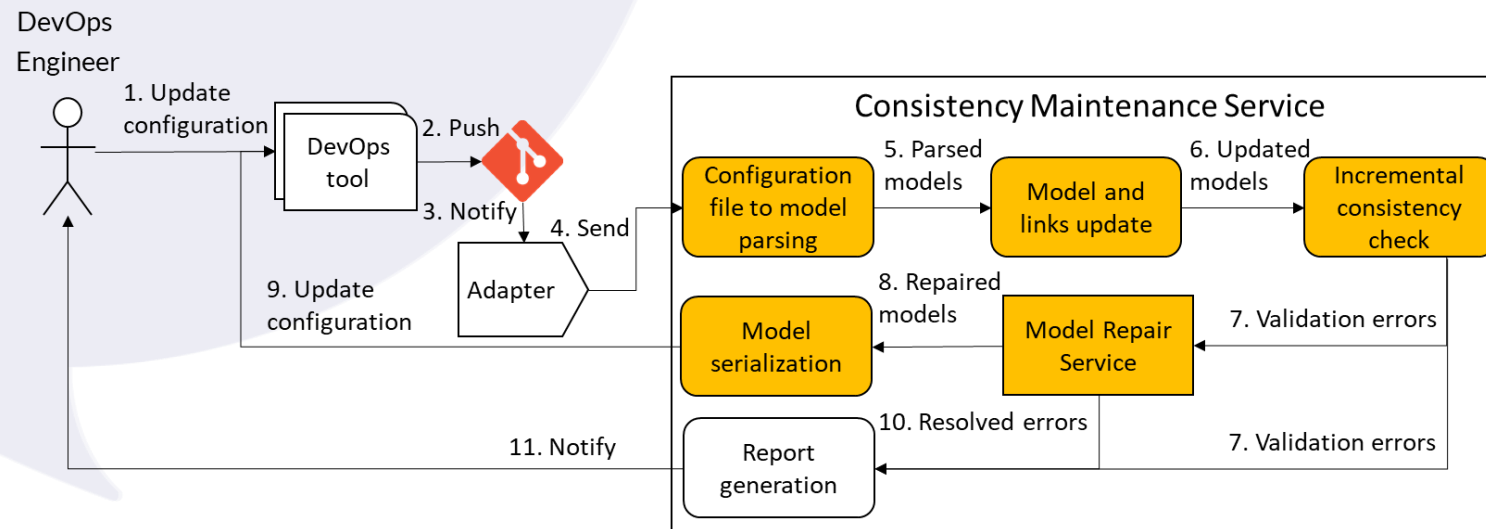 DevOps
Engineer
1. Update
configuration
DevOps
tool
2. Push
3. Notify
4. Send
Adapter
Consistency Maintenance Service
Configuration
file to model
parsing
5. Parsed
models
Model and
links update
6. Updated
models
Incremental
consistency
check
7. Validation errors
Model Repair
Service
8. Repaired
models
Model
serialization
9. Update
configuration
10. Resolved errors
7. Validation errors
Report
generation
11. Notify